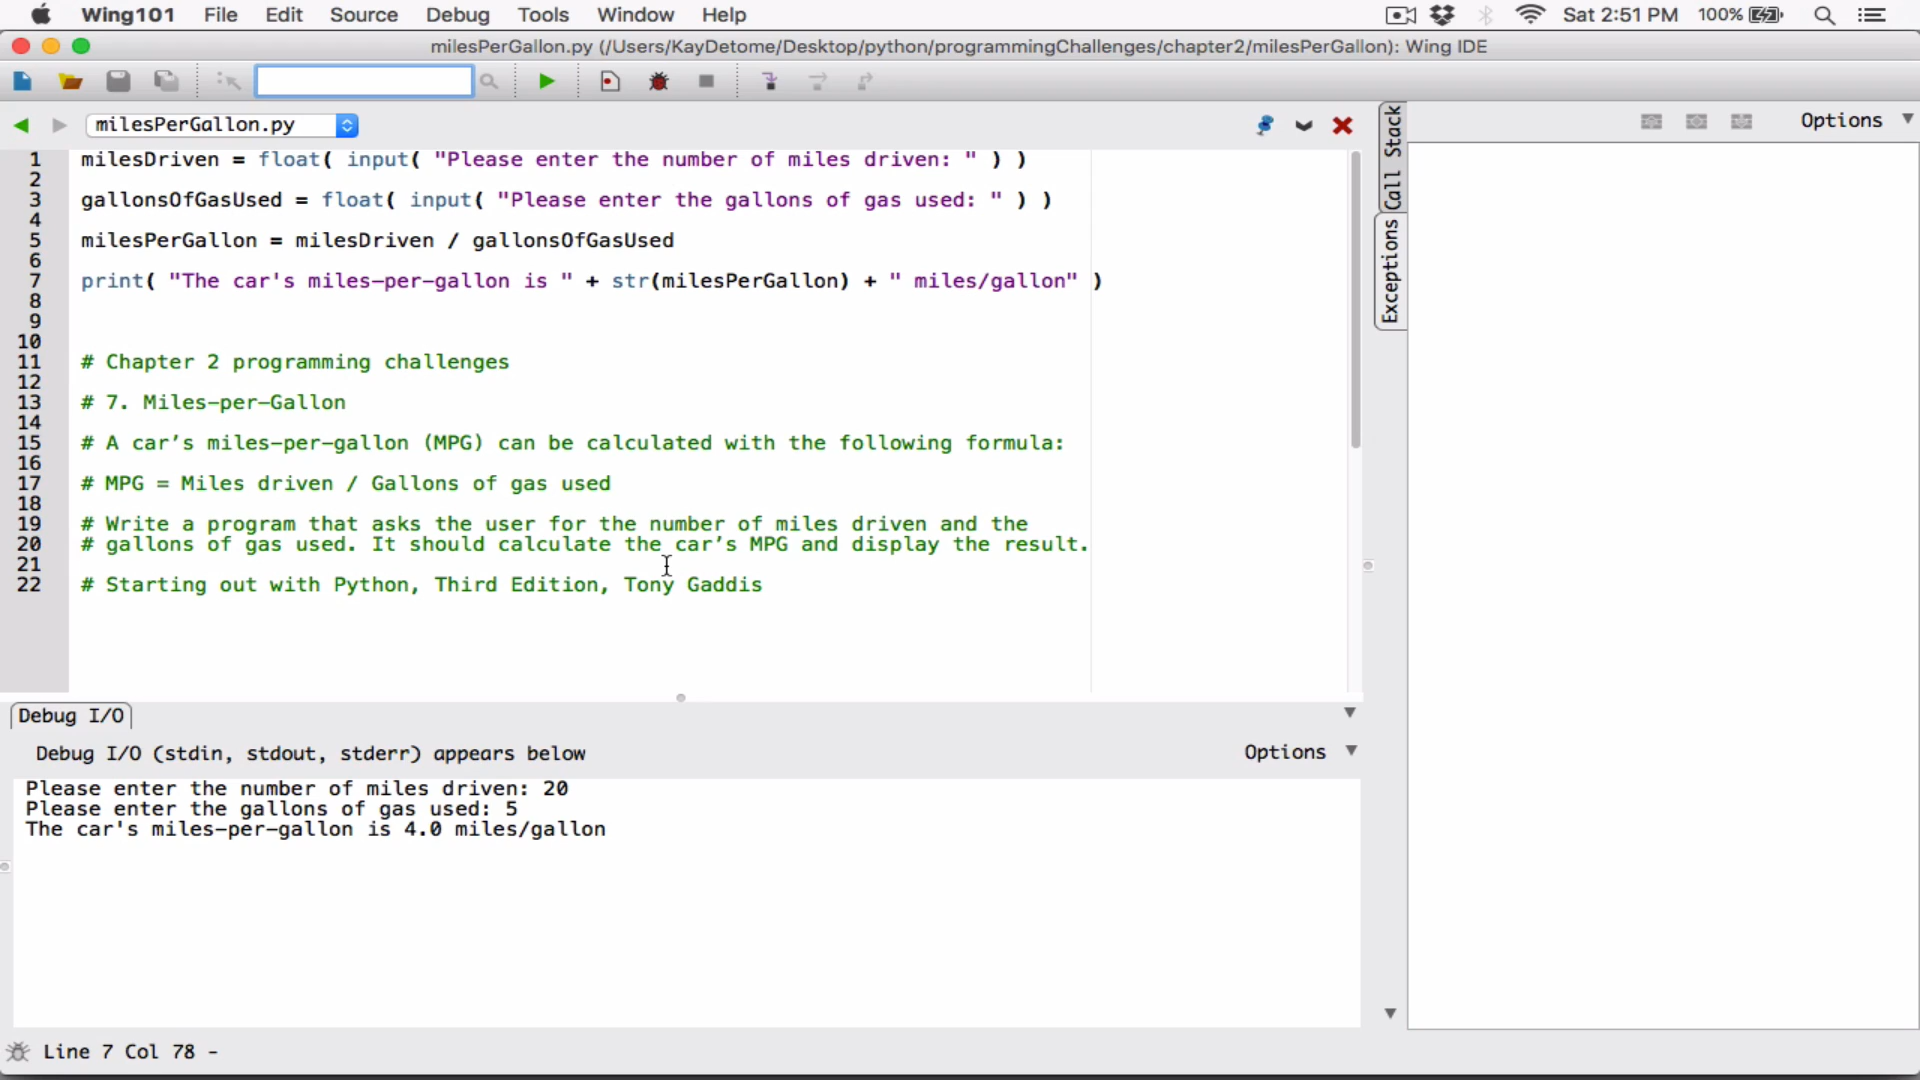 Wing101 File Edit Source Debug Tools Window Help Sat 2:51 PM 100%
milesPerGallon.py (/Users/KayDetome/Desktop/python/programmingChallenges/chapter2/milesPerGallon): Wing IDE
milesPerGallon.py
Options
Call Stack
Exceptions
1 milesDriven = float( input( "Please enter the number of miles driven: " ) )
2
3 gallonsOfGasUsed = float( input( "Please enter the gallons of gas used: " ) )
4
5 milesPerGallon = milesDriven / gallonsOfGasUsed
6
7 print( "The car's miles-per-gallon is " + str(milesPerGallon) + " miles/gallon" )
8
9
10
11 # Chapter 2 programming challenges
12
13 # 7. Miles-per-Gallon
14
15 # A car’s miles-per-gallon (MPG) can be calculated with the following formula:
16
17 # MPG = Miles driven / Gallons of gas used
18
19 # Write a program that asks the user for the number of miles driven and the
20 # gallons of gas used. It should calculate the car’s MPG and display the result.
21
22 # Starting out with Python, Third Edition, Tony Gaddis
Debug I/O
Debug I/O (stdin, stdout, stderr) appears below
Options
Please enter the number of miles driven: 20
Please enter the gallons of gas used: 5
The car's miles-per-gallon is 4.0 miles/gallon
Line 7 Col 78 -